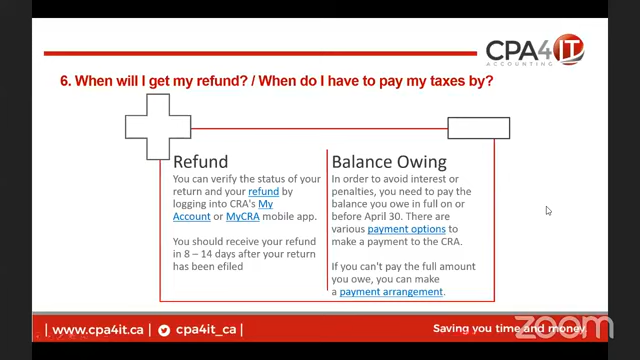 CPA4IT
ACCOUNTING
6. When will I get my refund? / When do I have to pay my taxes by?
Refund
You can verify the status of your
return and your refund by
logging into CRA's My
Account or MyCRA mobile app.
You should receive your refund
in 8 – 14 days after your return
has been efiled
Balance Owing
In order to avoid interest or
penalties, you need to pay the
balance you owe in full on or
before April 30. There are
various payment options to
make a payment to the CRA.
If you can't pay the full amount
you owe, you can make
a payment arrangement.
| www.cpa4it.ca | cpa4it_ca |
Saving you time and money.
zoom